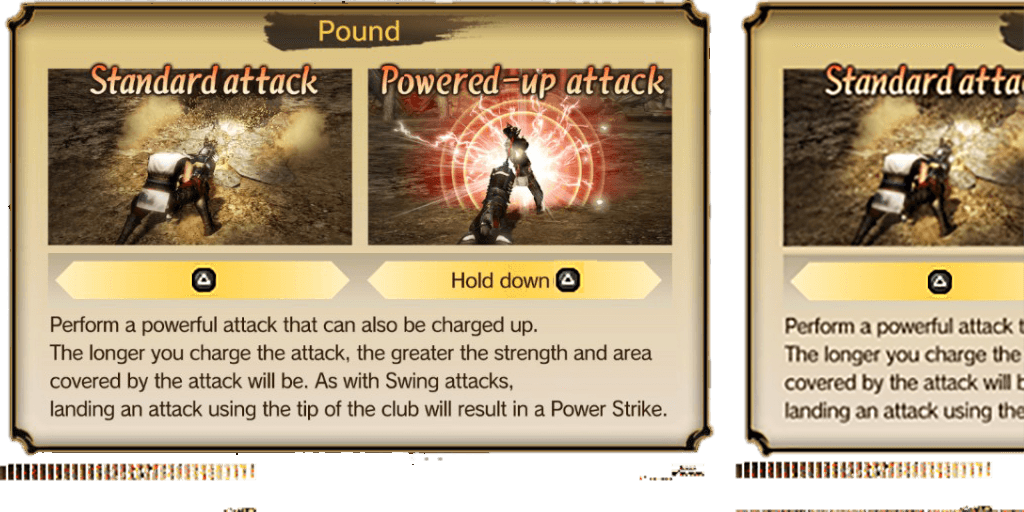 Pound
Standard attack
Powered-up attack
Hold down
Perform a powerful attack that can also be charged up.
The longer you charge the attack, the greater the strength and area
covered by the attack will be. As with Swing attacks,
landing an attack using the tip of the club will result in a Power Strike.
Standard atta
Perform a powerful attack t
The longer you charge the
covered by the attack will b
landing an attack using the